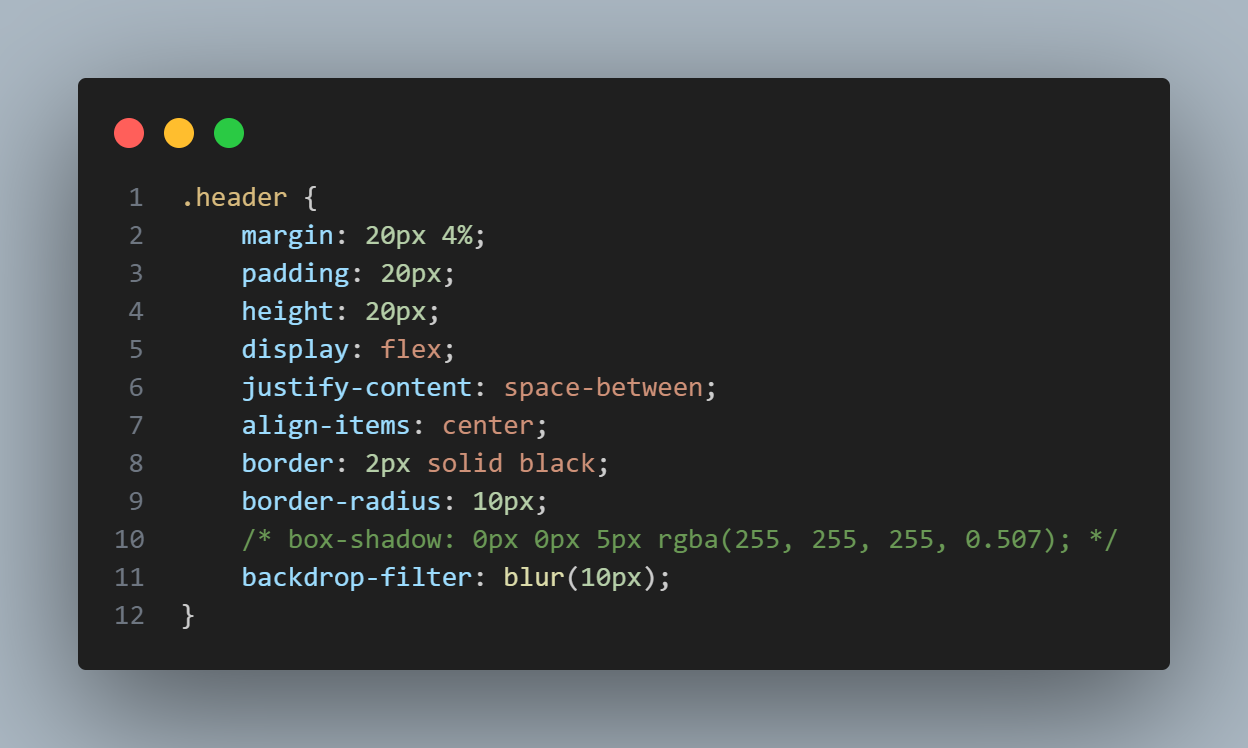 1 .header {
2     margin: 20px 4%;
3     padding: 20px;
4     height: 20px;
5     display: flex;
6     justify-content: space-between;
7     align-items: center;
8     border: 2px solid black;
9     border-radius: 10px;
10     /* box-shadow: 0px 0px 5px rgba(255, 255, 255, 0.507); */
11     backdrop-filter: blur(10px);
12 }